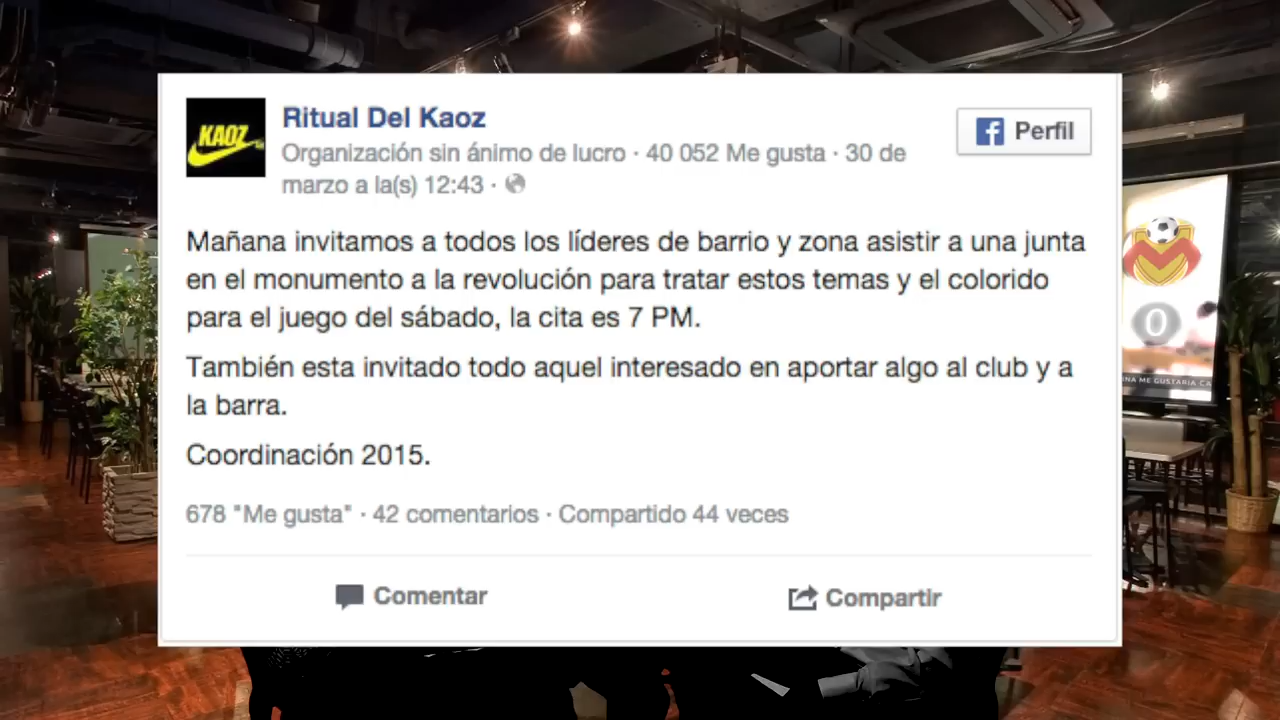 KAOZ
Ritual Del Kaoz
Organización sin ánimo de lucro · 40 052 Me gusta · 30 de
marzo a la(s) 12:43 ·
Perfil
Mañana invitamos a todos los líderes de barrio y zona asistir a una junta
en el monumento a la revolución para tratar estos temas y el colorido
para el juego del sábado, la cita es 7 PM.
También esta invitado todo aquel interesado en aportar algo al club y a
la barra.
Coordinación 2015.
678 "Me gusta" · 42 comentarios · Compartido 44 veces
Comentar
Compartir
0
ME GUSTARIA CA